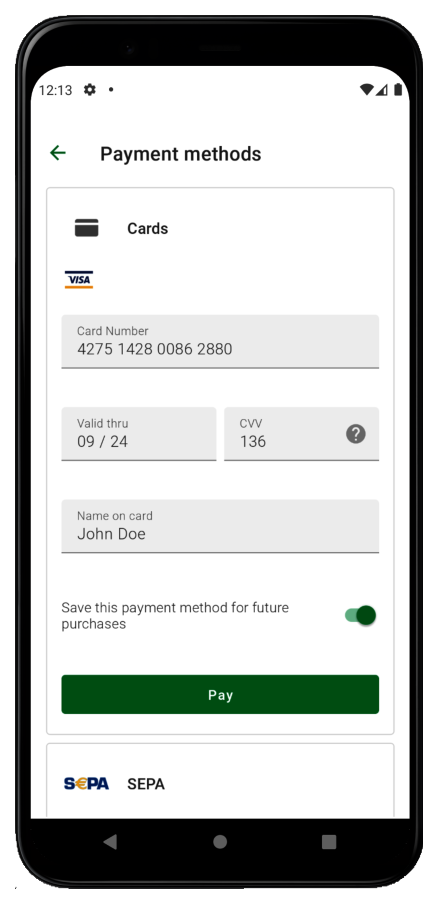 12:13
Payment methods
Cards
VISA
Card Number
4275 1428 0086 2880
Valid thru
09 / 24
CVV
136
Name on card
John Doe
Save this payment method for future
purchases
Pay
S€PA SEPA